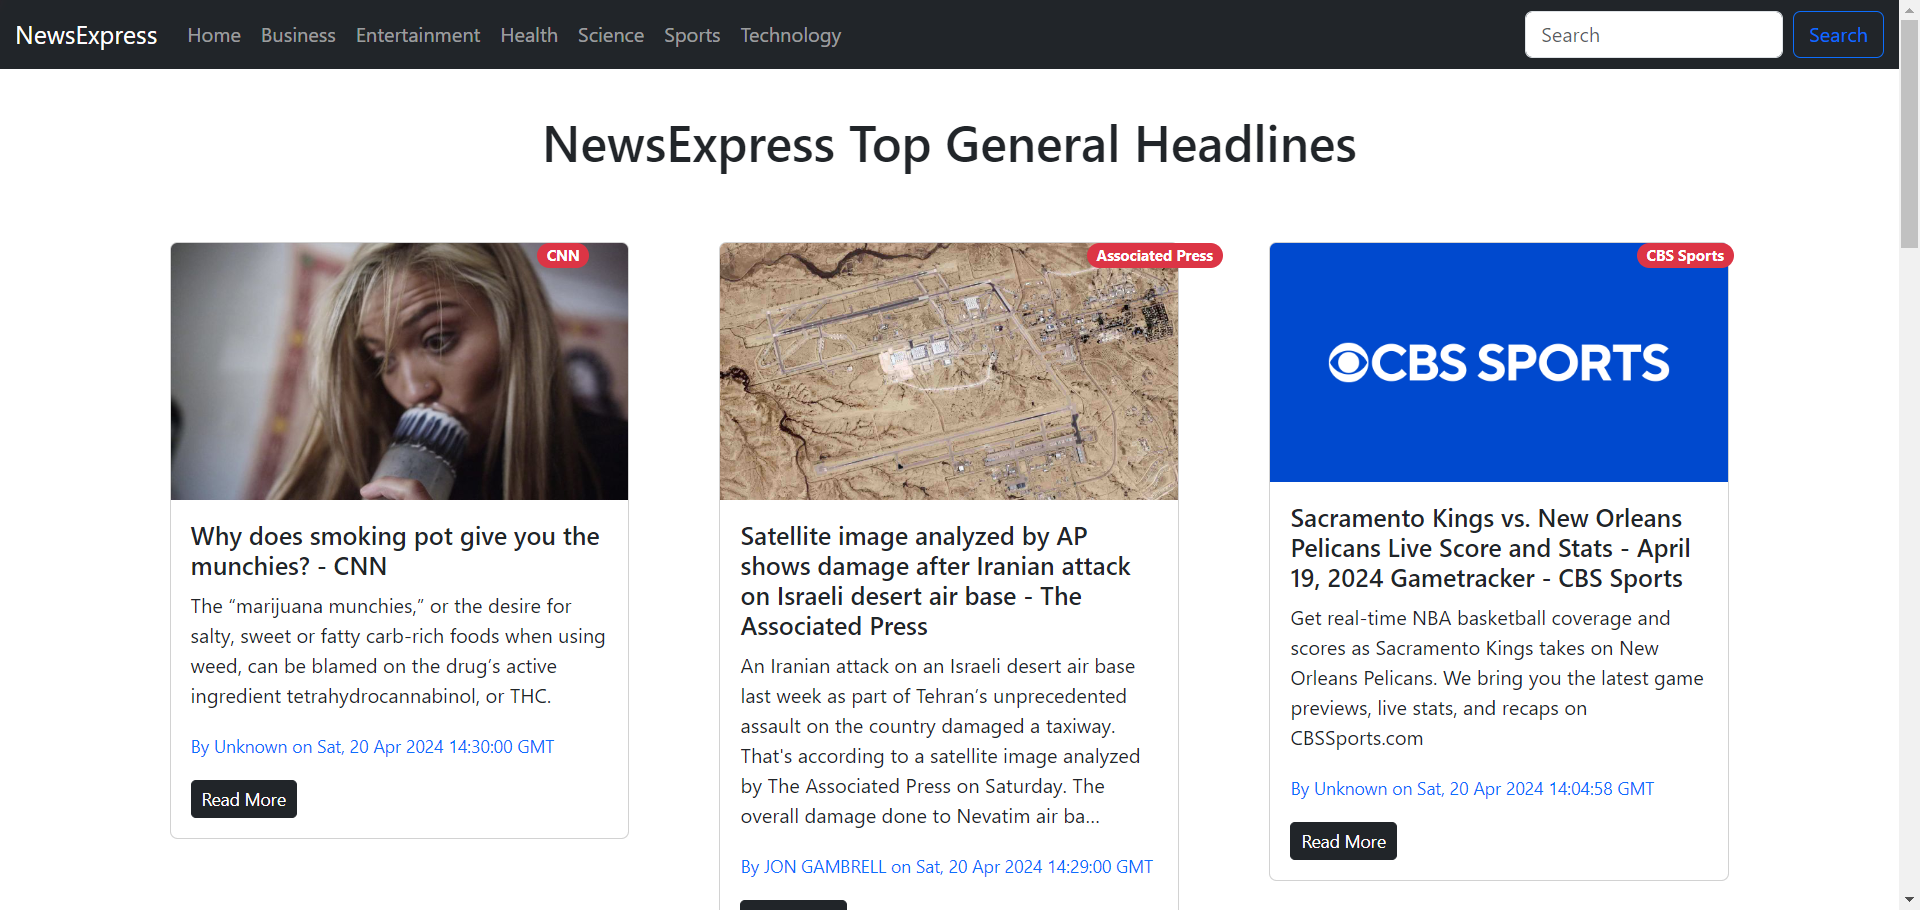 NewsExpress Home Business Entertainment Health Science Sports Technology Search Search
NewsExpress Top General Headlines
CNN
Why does smoking pot give you the
munchies? - CNN
The “marijuana munchies,” or the desire for
salty, sweet or fatty carb-rich foods when using
weed, can be blamed on the drug’s active
ingredient tetrahydrocannabinol, or THC.
By Unknown on Sat, 20 Apr 2024 14:30:00 GMT
Read More
Associated Press
Satellite image analyzed by AP
shows damage after Iranian attack
on Israeli desert air base - The
Associated Press
An Iranian attack on an Israeli desert air base
last week as part of Tehran’s unprecedented
assault on the country damaged a taxiway.
That's according to a satellite image analyzed
by The Associated Press on Saturday. The
overall damage done to Nevatim air ba…
By JON GAMBRELL on Sat, 20 Apr 2024 14:29:00 GMT
CBS Sports
CBS SPORTS
Sacramento Kings vs. New Orleans
Pelicans Live Score and Stats - April
19, 2024 Gametracker - CBS Sports
Get real-time NBA basketball coverage and
scores as Sacramento Kings takes on New
Orleans Pelicans. We bring you the latest game
previews, live stats, and recaps on
CBSSports.com
By Unknown on Sat, 20 Apr 2024 14:04:58 GMT
Read More